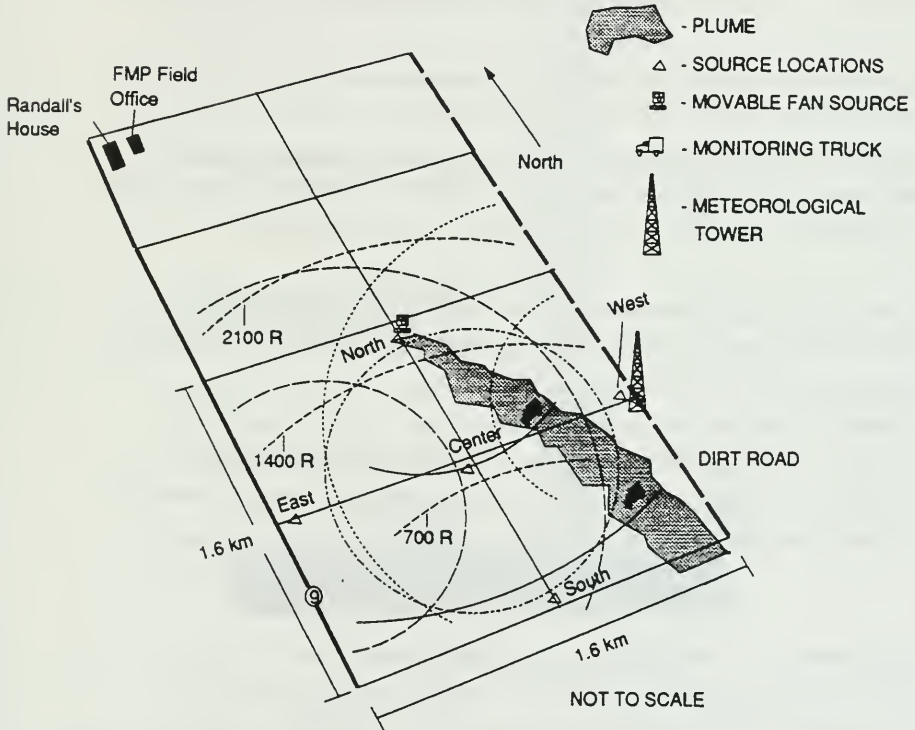 - PLUME
- SOURCE LOCATIONS
- MOVABLE FAN SOURCE
- MONITORING TRUCK
- METEOROLOGICAL
TOWER
FMP Field
Office
Randall's
House
North
West
2100 R
North
Center
1400 R
DIRT ROAD
East
700 R
1.6 km
South
9
1.6 km
NOT TO SCALE